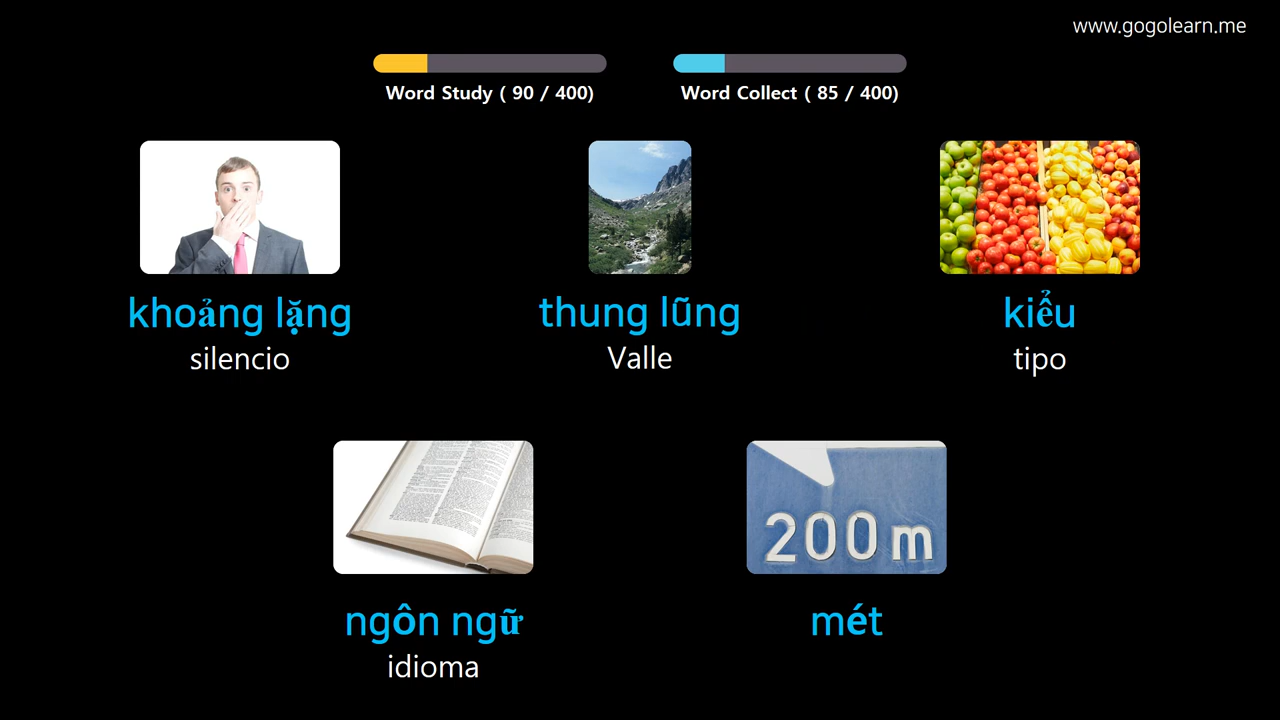 www.gogolearn.me
Word Study ( 90 / 400)
Word Collect ( 85 / 400)
khoảng lặng
silencio
thung lũng
Valle
kiểu
tipo
200m
ngôn ngữ
idioma
mét